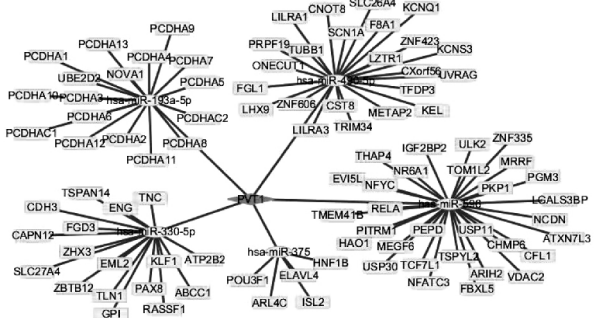 PCDHA9
PCDHA13
PCDHA1
PCDHA4
PCDHA7
UBE2D2
NOVA1
PCDHA5
PCDHA3
hsa-miR-193a-5p
PCDHA6
PCDHAC2
PCDHAC1
PCDHA12
PCDHA2
PCDHA8
PCDHA11
SLC26A4
CNOT8
KCNQ1
LILRA1
F8A1
SCN1A
PRPF19
TUBB1
ZNF423
KCNS3
LZTR1
ONECUT1
CXorf56
UVRAG
FGL1
TFDP3
LHX9
ZNF606
CST8
METAP2
KEL
LILRA3
TRIM34
PVT1
ZNF335
IGF2BP2
ULK2
THAP4
MRRF
NR6A1
TOM1L2
EVI5L
NFYC
PKP1
PGM3
LGALS3BP
RELA
TMEM41B
NCDN
PITRM1
PEPD
USP11
ATXN7L3
HAO1
MEGF6
CHMP6
CFL1
USP30
TCF7L1
TSPYL2
VDAC2
ARIH2
NFATC3
FBXL5
TSPAN14
TNC
CDH3
ENG
FGD3
CAPN12
hsa-miR-330-5p
ZHX3
ATP2B2
EML2
KLF1
SLC27A4
ZBTB12
TLN1
PAX8
ABCC1
GPI
RASSF1
hsa-miR-375
HNF1B
POU3F1
ELAVL4
ARL4C
ISL2